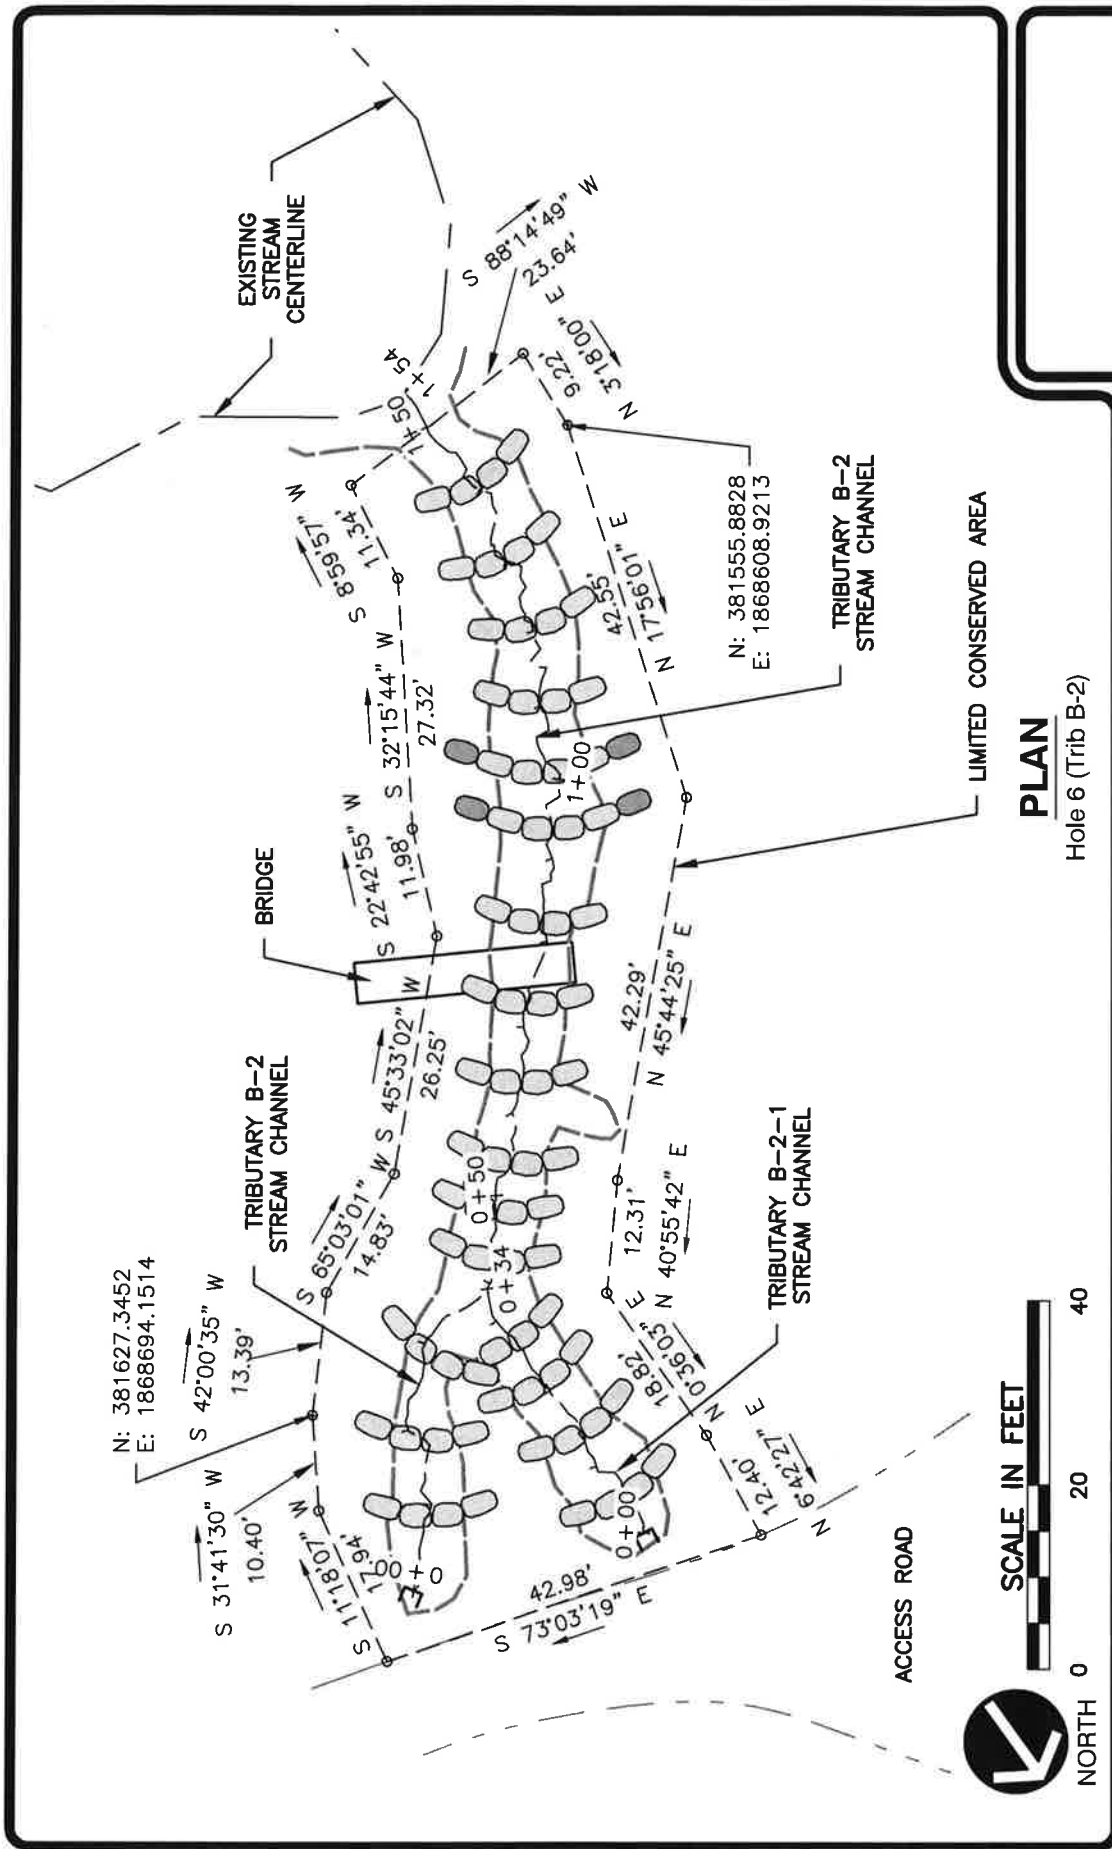 EXISTING
STREAM
CENTERLINE
BRIDGE
TRIBUTARY B-2
STREAM CHANNEL
N: 381627.3452
E: 1868694.1514
S 31°41'30" W
10.40'
S 42°00'35" W
13.39'
S 65°03'01" W
14.83'
S 45°33'02" W
26.25'
S 22°42'55" W
11.98'
S 32°15'44" W
27.32'
S 8°59'57" W
11.34'
S 88°14'49" W
23.64'
S 11°18'07" W
17.94'
0+00
0+34
0+50
1+00
1+50
1+54
0+00
S 73°03'19" E
42.98'
N 6°42'27" E
12.40'
N 0°36'03" E
18.82'
N 40°55'42" E
12.31'
N 45°44'25" E
42.29'
N 17°56'01" E
42.55'
N 3°18'00" E
9.22'
N: 381555.8828
E: 1868608.9213
TRIBUTARY B-2
STREAM CHANNEL
TRIBUTARY B-2-1
STREAM CHANNEL
LIMITED CONSERVED AREA
ACCESS ROAD
PLAN
Hole 6 (Trib B-2)
SCALE IN FEET
0 20 40
NORTH